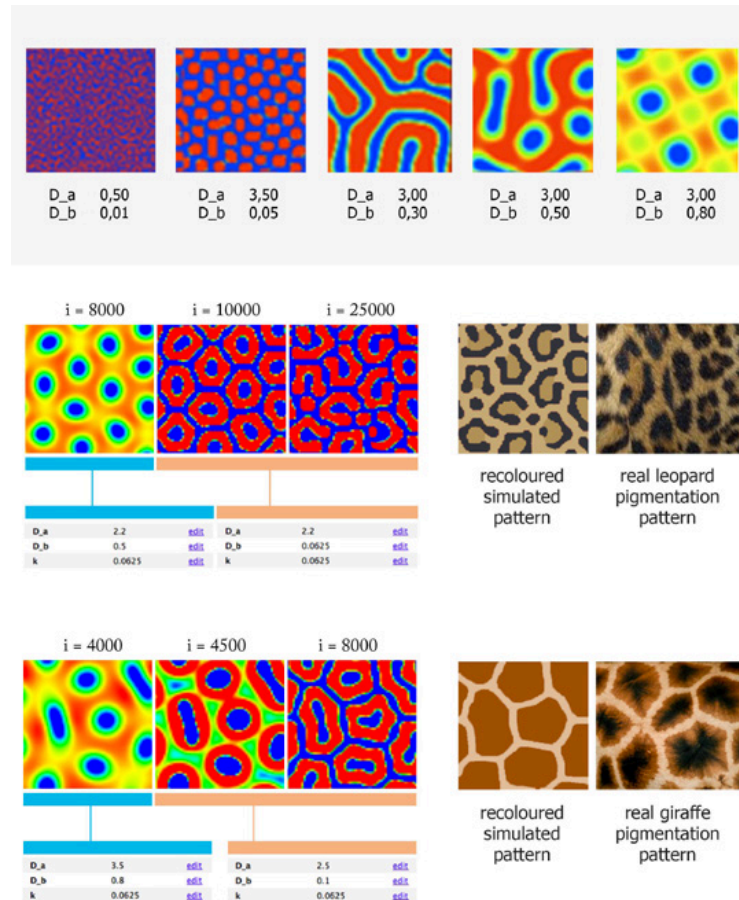 D_a 0,50 D_a 3,50 D_a 3,00 D_a 3,00 D_a 3,00
D_b 0,01 D_b 0,05 D_b 0,30 D_b 0,50 D_b 0,80
i = 8000 i = 10000 i = 25000
recoloured simulated pattern
real leopard pigmentation pattern
D_a 2.2 edit D_a 2.2 edit
D_b 0.5 edit D_b 0.0625 edit
k 0.0625 edit k 0.0625 edit
i = 4000 i = 4500 i = 8000
recoloured simulated pattern
real giraffe pigmentation pattern
D_a 3.5 edit D_a 2.5 edit
D_b 0.8 edit D_b 0.1 edit
k 0.0625 edit k 0.0625 edit